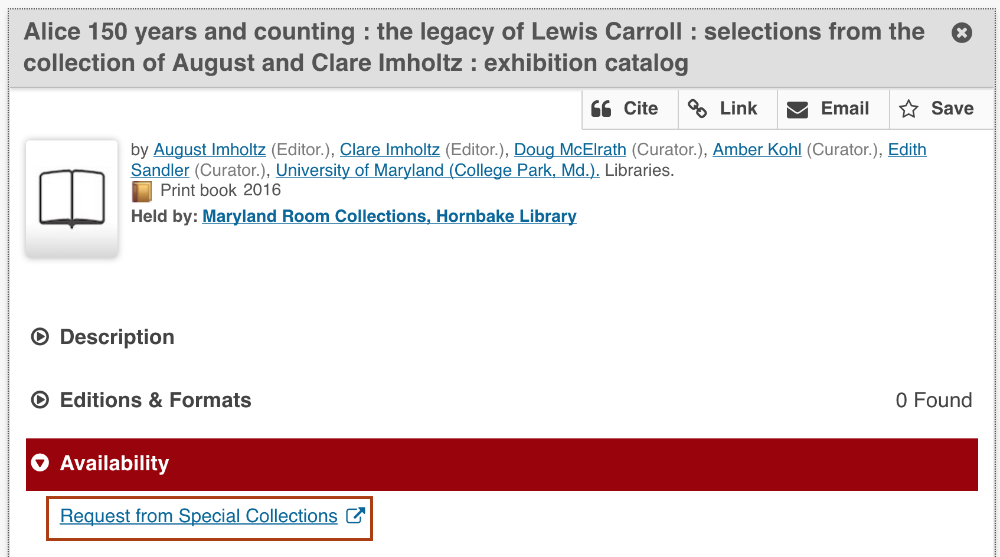 Alice 150 years and counting : the legacy of Lewis Carroll : selections from the
collection of August and Clare Imholtz : exhibition catalog
Cite Link Email Save
by August Imholtz (Editor.), Clare Imholtz (Editor.), Doug McElrath (Curator.), Amber Kohl (Curator.), Edith
Sandler (Curator.), University of Maryland (College Park, Md.). Libraries.
Print book 2016
Held by: Maryland Room Collections, Hornbake Library
Description
Editions & Formats 0 Found
Availability
Request from Special Collections